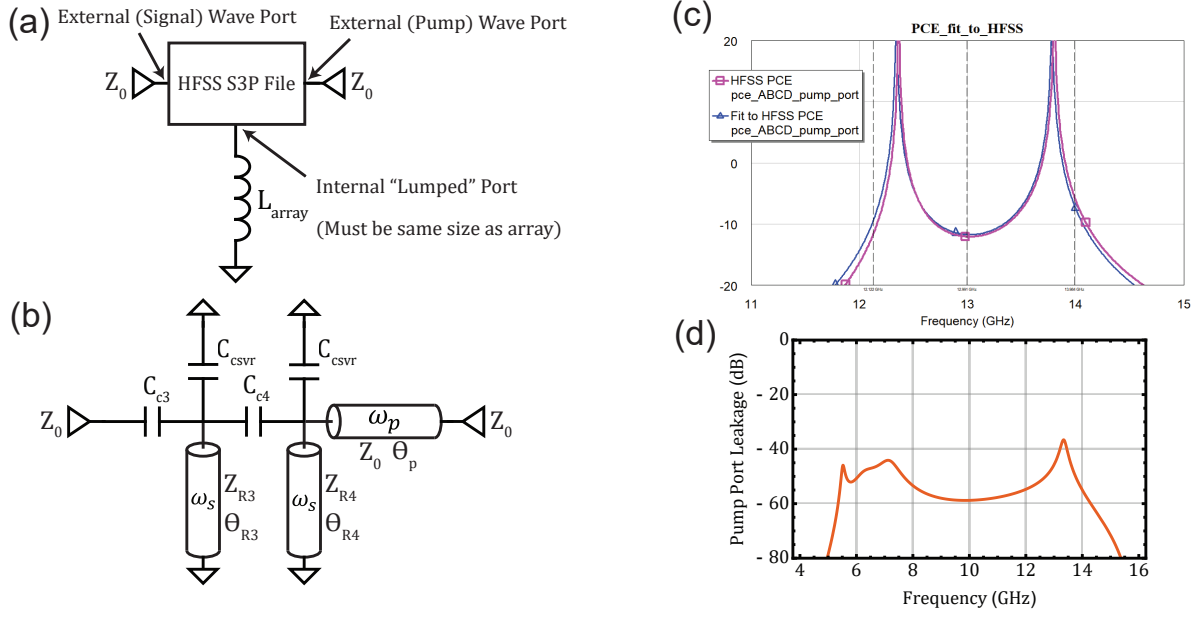 (a)
External (Signal) Wave Port
External (Pump) Wave Port
Z0
HFSS S3P File
Z0
Internal “Lumped” Port
Larray
(Must be same size as array)
(b)
Ccsvr
Ccsvr
Cc3
Cc4
Z0
ωp
Z0
Z0 Θp
ωs
ZR3
ΘR3
ωs
ZR4
ΘR4
(c)
PCE_fit_to_HFSS
HFSS PCE
pce_ABCD_pump_port
Fit to HFSS PCE
pce_ABCD_pump_port
20
0
-10
-20
11
12
13
14
15
Frequency (GHz)
(d)
Pump Port Leakage (dB)
0
- 20
- 40
- 60
- 80
4
6
8
10
12
14
16
Frequency (GHz)